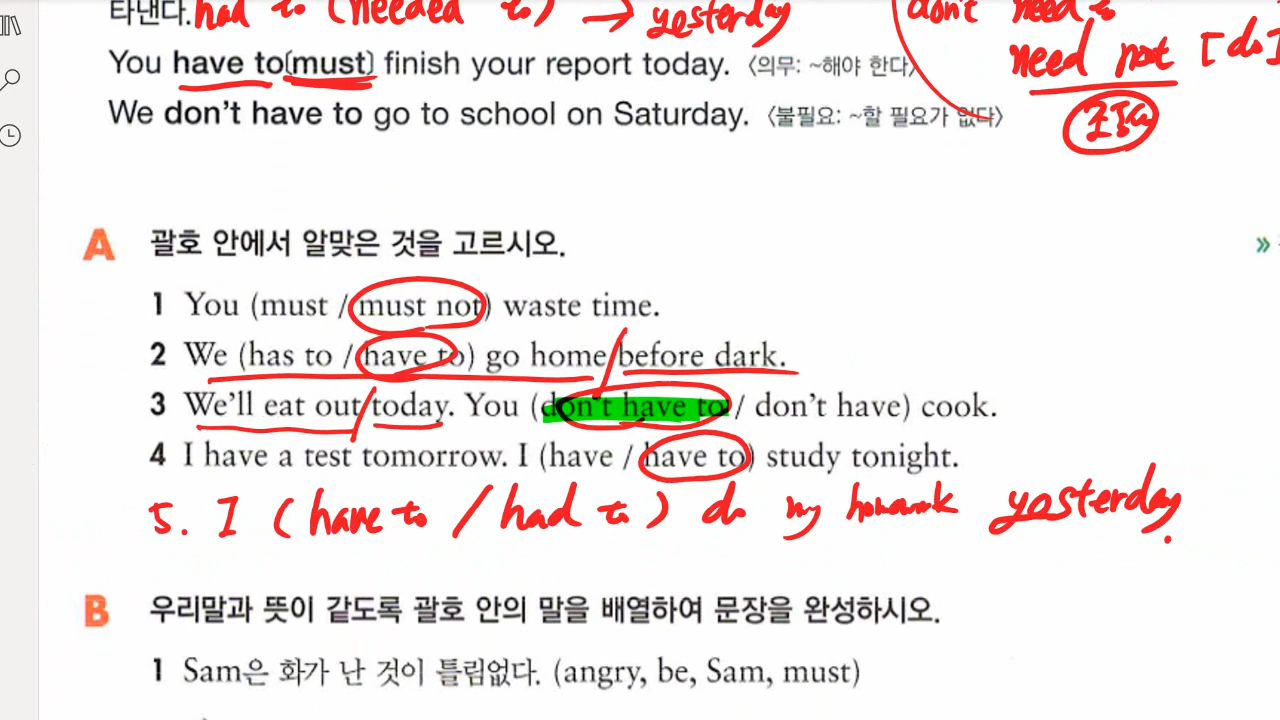 타낸다. had to (needed to) → yesterday
don't need to
You have to(must) finish your report today. 〈의무: ~해야 한다〉
need not [do]
We don't have to go to school on Saturday. 〈불필요: ~할 필요가 없다〉
A 괄호 안에서 알맞은 것을 고르시오.
1 You (must / must not) waste time.
2 We (has to / have to) go home / before dark.
3 We'll eat out / today. You (don't have to / don't have) cook.
4 I have a test tomorrow. I (have / have to) study tonight.
5. I (have to / had to) do my homework yesterday.
B 우리말과 뜻이 같도록 괄호 안의 말을 배열하여 문장을 완성하시오.
1 Sam은 화가 난 것이 틀림없다. (angry, be, Sam, must)